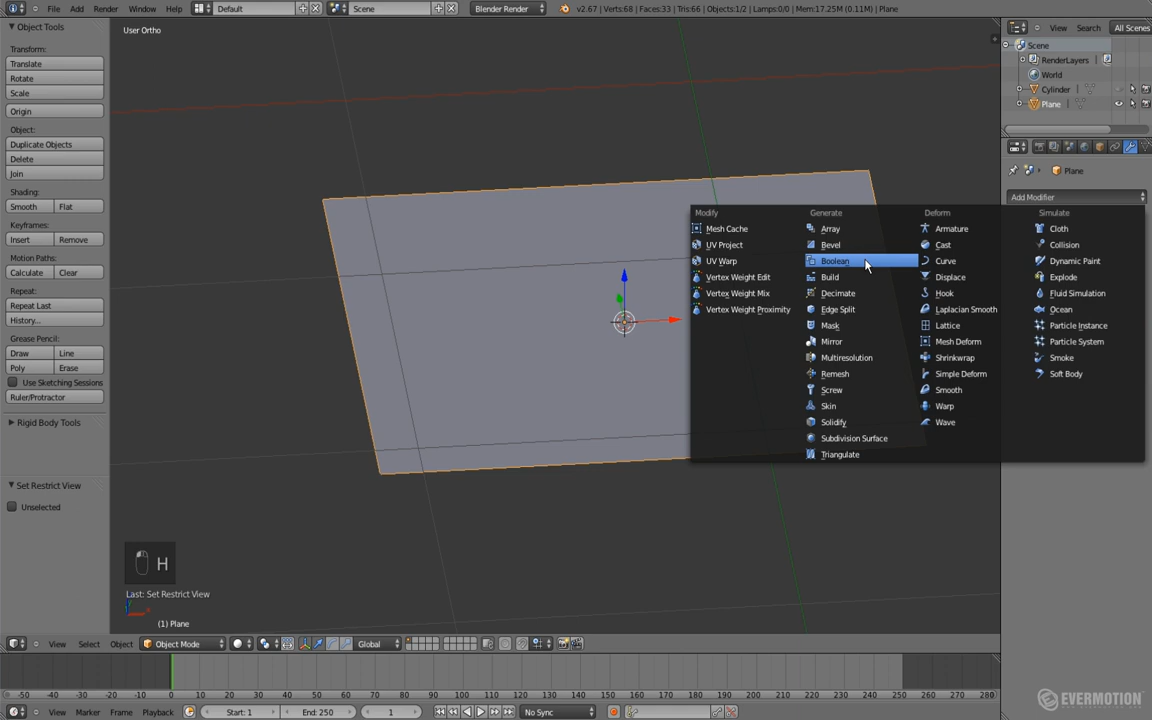 File Add Render Window Help Default Scene Blender Render v2.67 | Verts:68 | Faces:33 | Tris:66 | Objects:1/2 | Lamps:0/0 | Mem:17.25M (0.11M) | Plane
Object Tools
Transform:
Translate
Rotate
Scale
Origin
Object:
Duplicate Objects
Delete
Join
Shading:
Smooth Flat
Keyframes:
Insert Remove
Motion Paths:
Calculate Clear
Repeat:
Repeat Last
History...
Grease Pencil:
Draw Line
Poly Erase
Use Sketching Sessions
Ruler/Protractor
Rigid Body Tools
Set Restrict View
Unselected
User Ortho
H
Last: Set Restrict View
(1) Plane
Modify
Mesh Cache
UV Project
UV Warp
Vertex Weight Edit
Vertex Weight Mix
Vertex Weight Proximity
Generate
Array
Bevel
Boolean
Build
Decimate
Edge Split
Mask
Mirror
Multiresolution
Remesh
Screw
Skin
Solidify
Subdivision Surface
Triangulate
Deform
Armature
Cast
Curve
Displace
Hook
Laplacian Smooth
Lattice
Mesh Deform
Shrinkwrap
Simple Deform
Smooth
Warp
Wave
Simulate
Cloth
Collision
Dynamic Paint
Explode
Fluid Simulation
Ocean
Particle Instance
Particle System
Smoke
Soft Body
View Search All Scenes
Scene
RenderLayers
World
Cylinder
Plane
Plane
Add Modifier
View Select Object Object Mode Global
-50 -40 -30 -20 -10 0 10 20 30 40 50 60 70 80 90 100 110 120 130 140 150 160 170 180 190 200 210 220 230 240 250 260 270 280
View Marker Frame Playback Start: 1 End: 250 1 No Sync
EVERMOTION